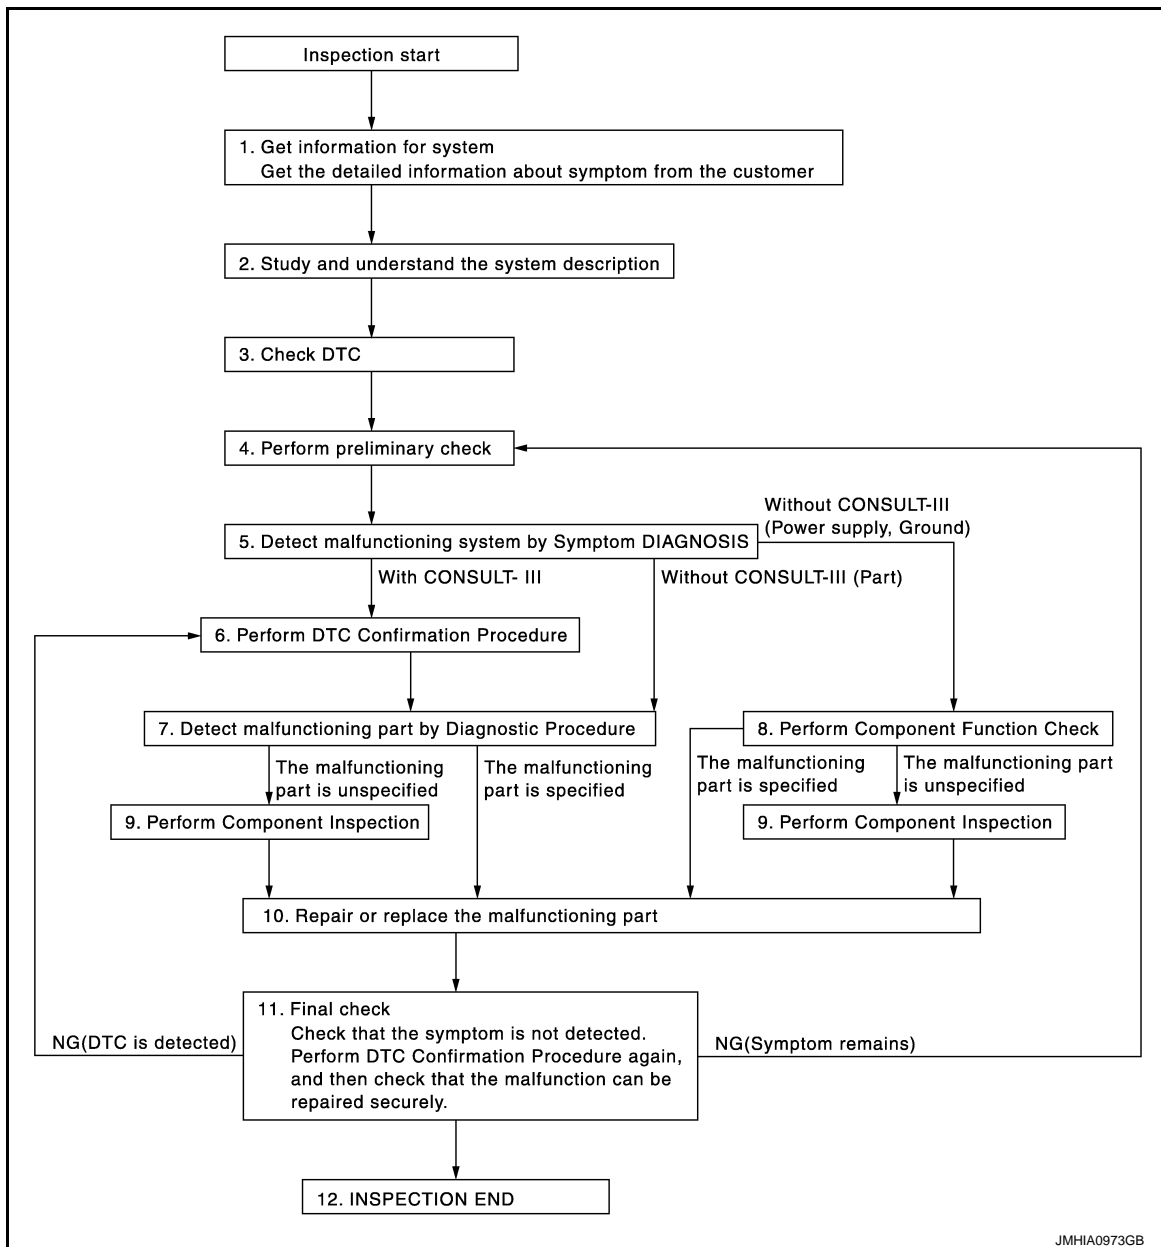 Inspection start
1. Get information for system
Get the detailed information about symptom from the customer
2. Study and understand the system description
3. Check DTC
4. Perform preliminary check
Without CONSULT-III
(Power supply, Ground)
5. Detect malfunctioning system by Symptom DIAGNOSIS
With CONSULT- III
Without CONSULT-III (Part)
6. Perform DTC Confirmation Procedure
7. Detect malfunctioning part by Diagnostic Procedure
8. Perform Component Function Check
The malfunctioning
part is unspecified
The malfunctioning
part is specified
The malfunctioning
part is specified
The malfunctioning part
is unspecified
9. Perform Component Inspection
9. Perform Component Inspection
10. Repair or replace the malfunctioning part
11. Final check
Check that the symptom is not detected.
Perform DTC Confirmation Procedure again,
and then check that the malfunction can be
repaired securely.
NG(DTC is detected)
NG(Symptom remains)
12. INSPECTION END
JMHIA0973GB